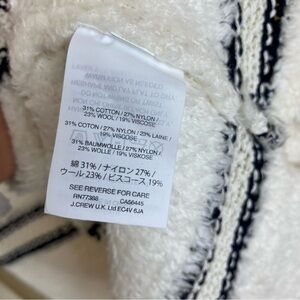 31% COTTON / 27% NYLON /
23% WOOL / 19% VISCOSE
31% COTON / 27% NYLON / 23% LAINE /
19% VISCOSE
31% BAUMWOLLE / 27% NYLON /
23% WOLLE / 19% VISKOSE
綿 31% / ナイロン 27% /
ウール 23% / ビスコース 19%
SEE REVERSE FOR CARE
RN77388 CA56445
J.CREW U.K. Ltd EC4V 6JA